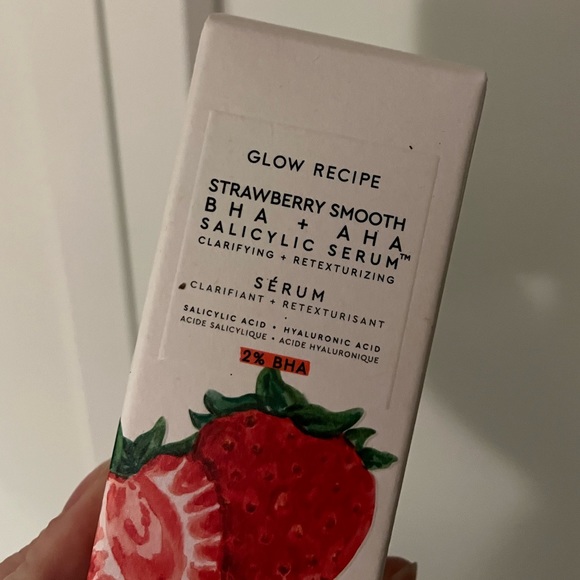 GLOW RECIPE
STRAWBERRY SMOOTH
BHA + AHA
SALICYLIC SERUM™
CLARIFYING + RETEXTURIZING
SÉRUM
CLARIFIANT + RETEXTURISANT
SALICYLIC ACID • HYALURONIC ACID
ACIDE SALICYLIQUE • ACIDE HYALURONIQUE
2% BHA